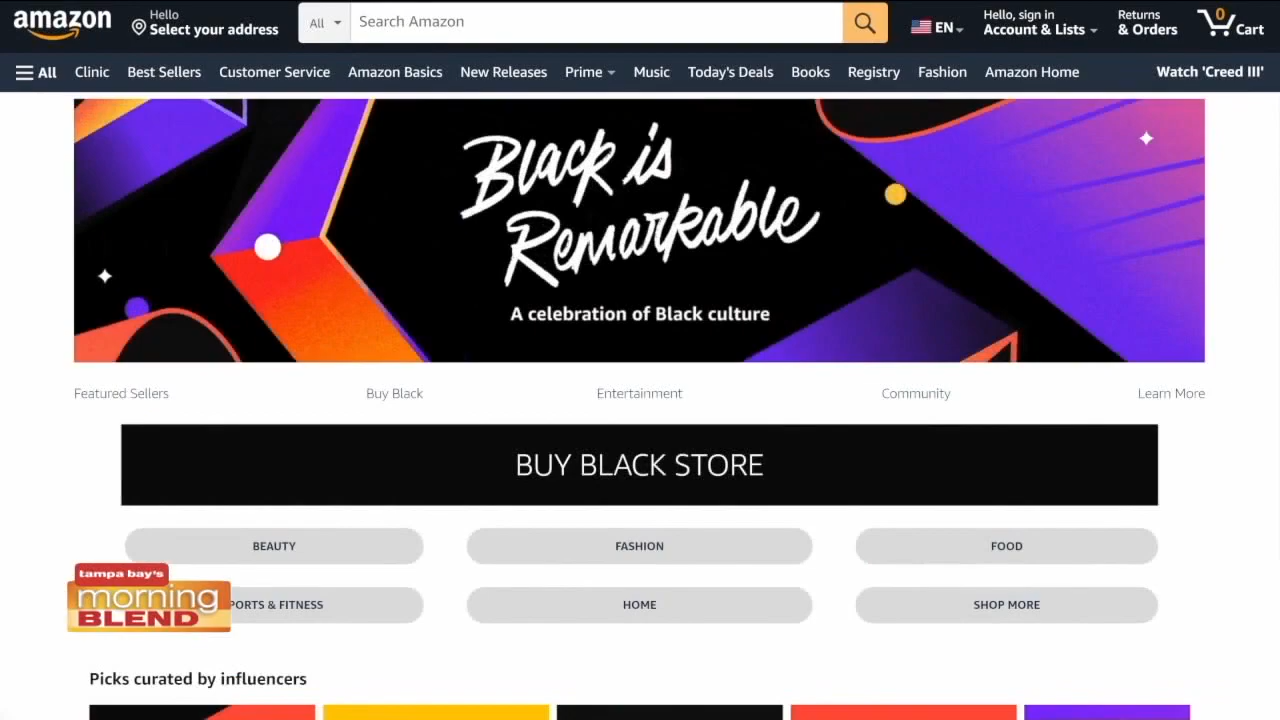 amazon
Hello
Select your address
All
Search Amazon
EN
Hello, sign in
Account & Lists
Returns
& Orders
0
Cart
All
Clinic
Best Sellers
Customer Service
Amazon Basics
New Releases
Prime
Music
Today's Deals
Books
Registry
Fashion
Amazon Home
Watch 'Creed III'
Black is
Remarkable
A celebration of Black culture
Featured Sellers
Buy Black
Entertainment
Community
Learn More
BUY BLACK STORE
BEAUTY
FASHION
FOOD
PORTS & FITNESS
HOME
SHOP MORE
tampa bay's
morning
BLEND
Picks curated by influencers